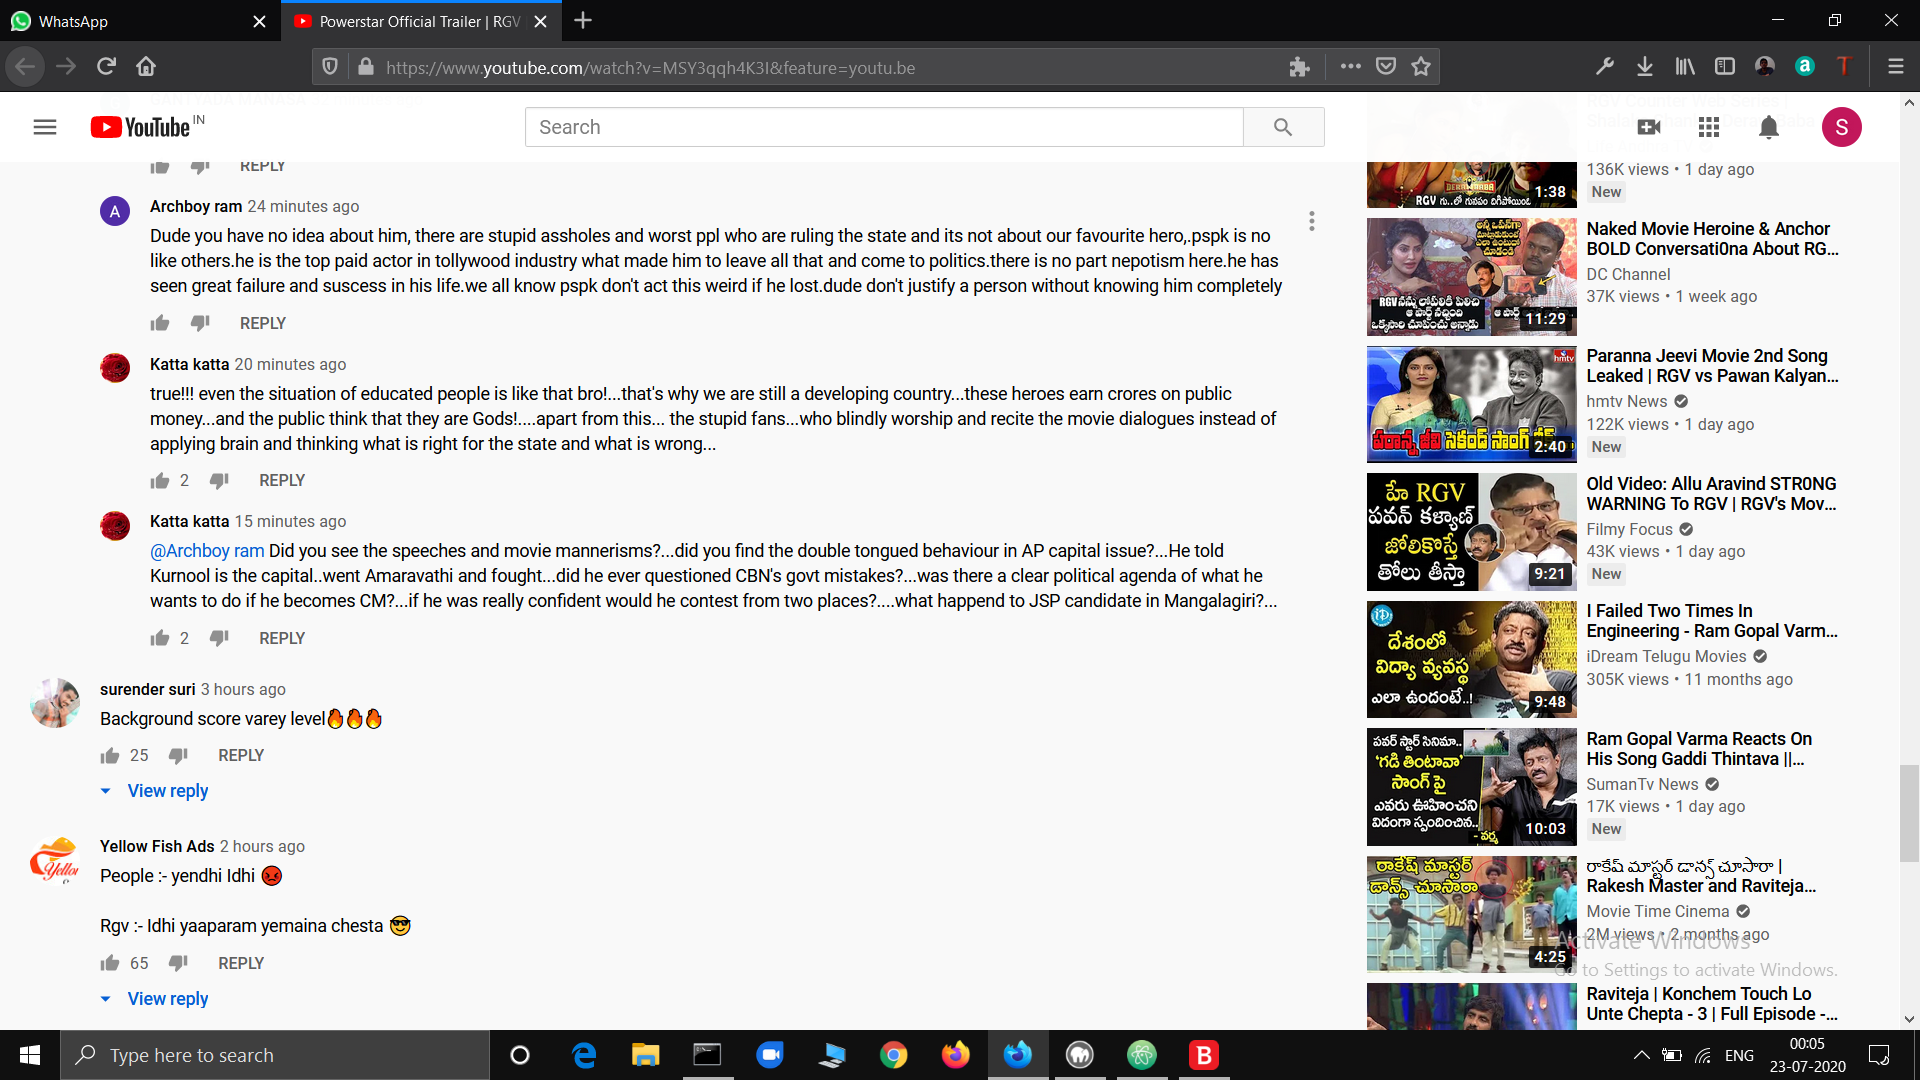 WhatsApp
Powerstar Official Trailer | RGV
https://www.youtube.com/watch?v=MSY3qqh4K3I&feature=youtu.be
YouTube IN
Search
S
REPLY
A
Archboy ram 24 minutes ago
Dude you have no idea about him, there are stupid assholes and worst ppl who are ruling the state and its not about our favourite hero,.pspk is no
like others.he is the top paid actor in tollywood industry what made him to leave all that and come to politics.there is no part nepotism here.he has
seen great failure and suscess in his life.we all know pspk don't act this weird if he lost.dude don't justify a person without knowing him completely
REPLY
Katta katta 20 minutes ago
true!!! even the situation of educated people is like that bro!...that's why we are still a developing country...these heroes earn crores on public
money...and the public think that they are Gods!....apart from this... the stupid fans...who blindly worship and recite the movie dialogues instead of
applying brain and thinking what is right for the state and what is wrong...
2 REPLY
Katta katta 15 minutes ago
@Archboy ram Did you see the speeches and movie mannerisms?...did you find the double tongued behaviour in AP capital issue?...He told
Kurnool is the capital..went Amaravathi and fought...did he ever questioned CBN's govt mistakes?...was there a clear political agenda of what he
wants to do if he becomes CM?...if he was really confident would he contest from two places?....what happend to JSP candidate in Mangalagiri?...
2 REPLY
surender suri 3 hours ago
Background score varey level🔥🔥🔥
25 REPLY
View reply
Yellow Fish Ads 2 hours ago
People :- yendhi Idhi 😡
Rgv :- Idhi yaaparam yemaina chesta 😎
65 REPLY
View reply
1:38
136K views • 1 day ago
New
11:29
Naked Movie Heroine & Anchor
BOLD Conversati0na About RG...
DC Channel
37K views • 1 week ago
hmtv
పరాన్న జీవి సెకండ్ సాంగ్
2:40
Paranna Jeevi Movie 2nd Song
Leaked | RGV vs Pawan Kalyan...
hmtv News
122K views • 1 day ago
New
హే RGV
పవన్ కళ్యాణ్
జోలికొస్తే
తోలు తీస్తా
9:21
Old Video: Allu Aravind STR0NG
WARNING To RGV | RGV's Mov...
Filmy Focus
43K views • 1 day ago
New
iD
దేశంలో
విద్యా వ్యవస్థ
ఎలా ఉందంటే..!
9:48
I Failed Two Times In
Engineering - Ram Gopal Varm...
iDream Telugu Movies
305K views • 11 months ago
పవర్ స్టార్ సినిమా..
'గడ్డి తింటావా'
సాంగ్ పై
ఎవరు ఊహించని
విదంగా స్పందించిన..
- వర్మ
10:03
Ram Gopal Varma Reacts On
His Song Gaddi Thintava ||...
SumanTv News
17K views • 1 day ago
New
రాకేష్ మాస్టర్
డాన్స్ చూసారా
4:25
రాకేష్ మాస్టర్ డాన్స్ చూసారా |
Rakesh Master and Raviteja...
Movie Time Cinema
2M views • 2 months ago
Activate Windows
Go to Settings to activate Windows.
Raviteja | Konchem Touch Lo
Unte Chepta - 3 | Full Episode -...
Type here to search
ENG
00:05
23-07-2020